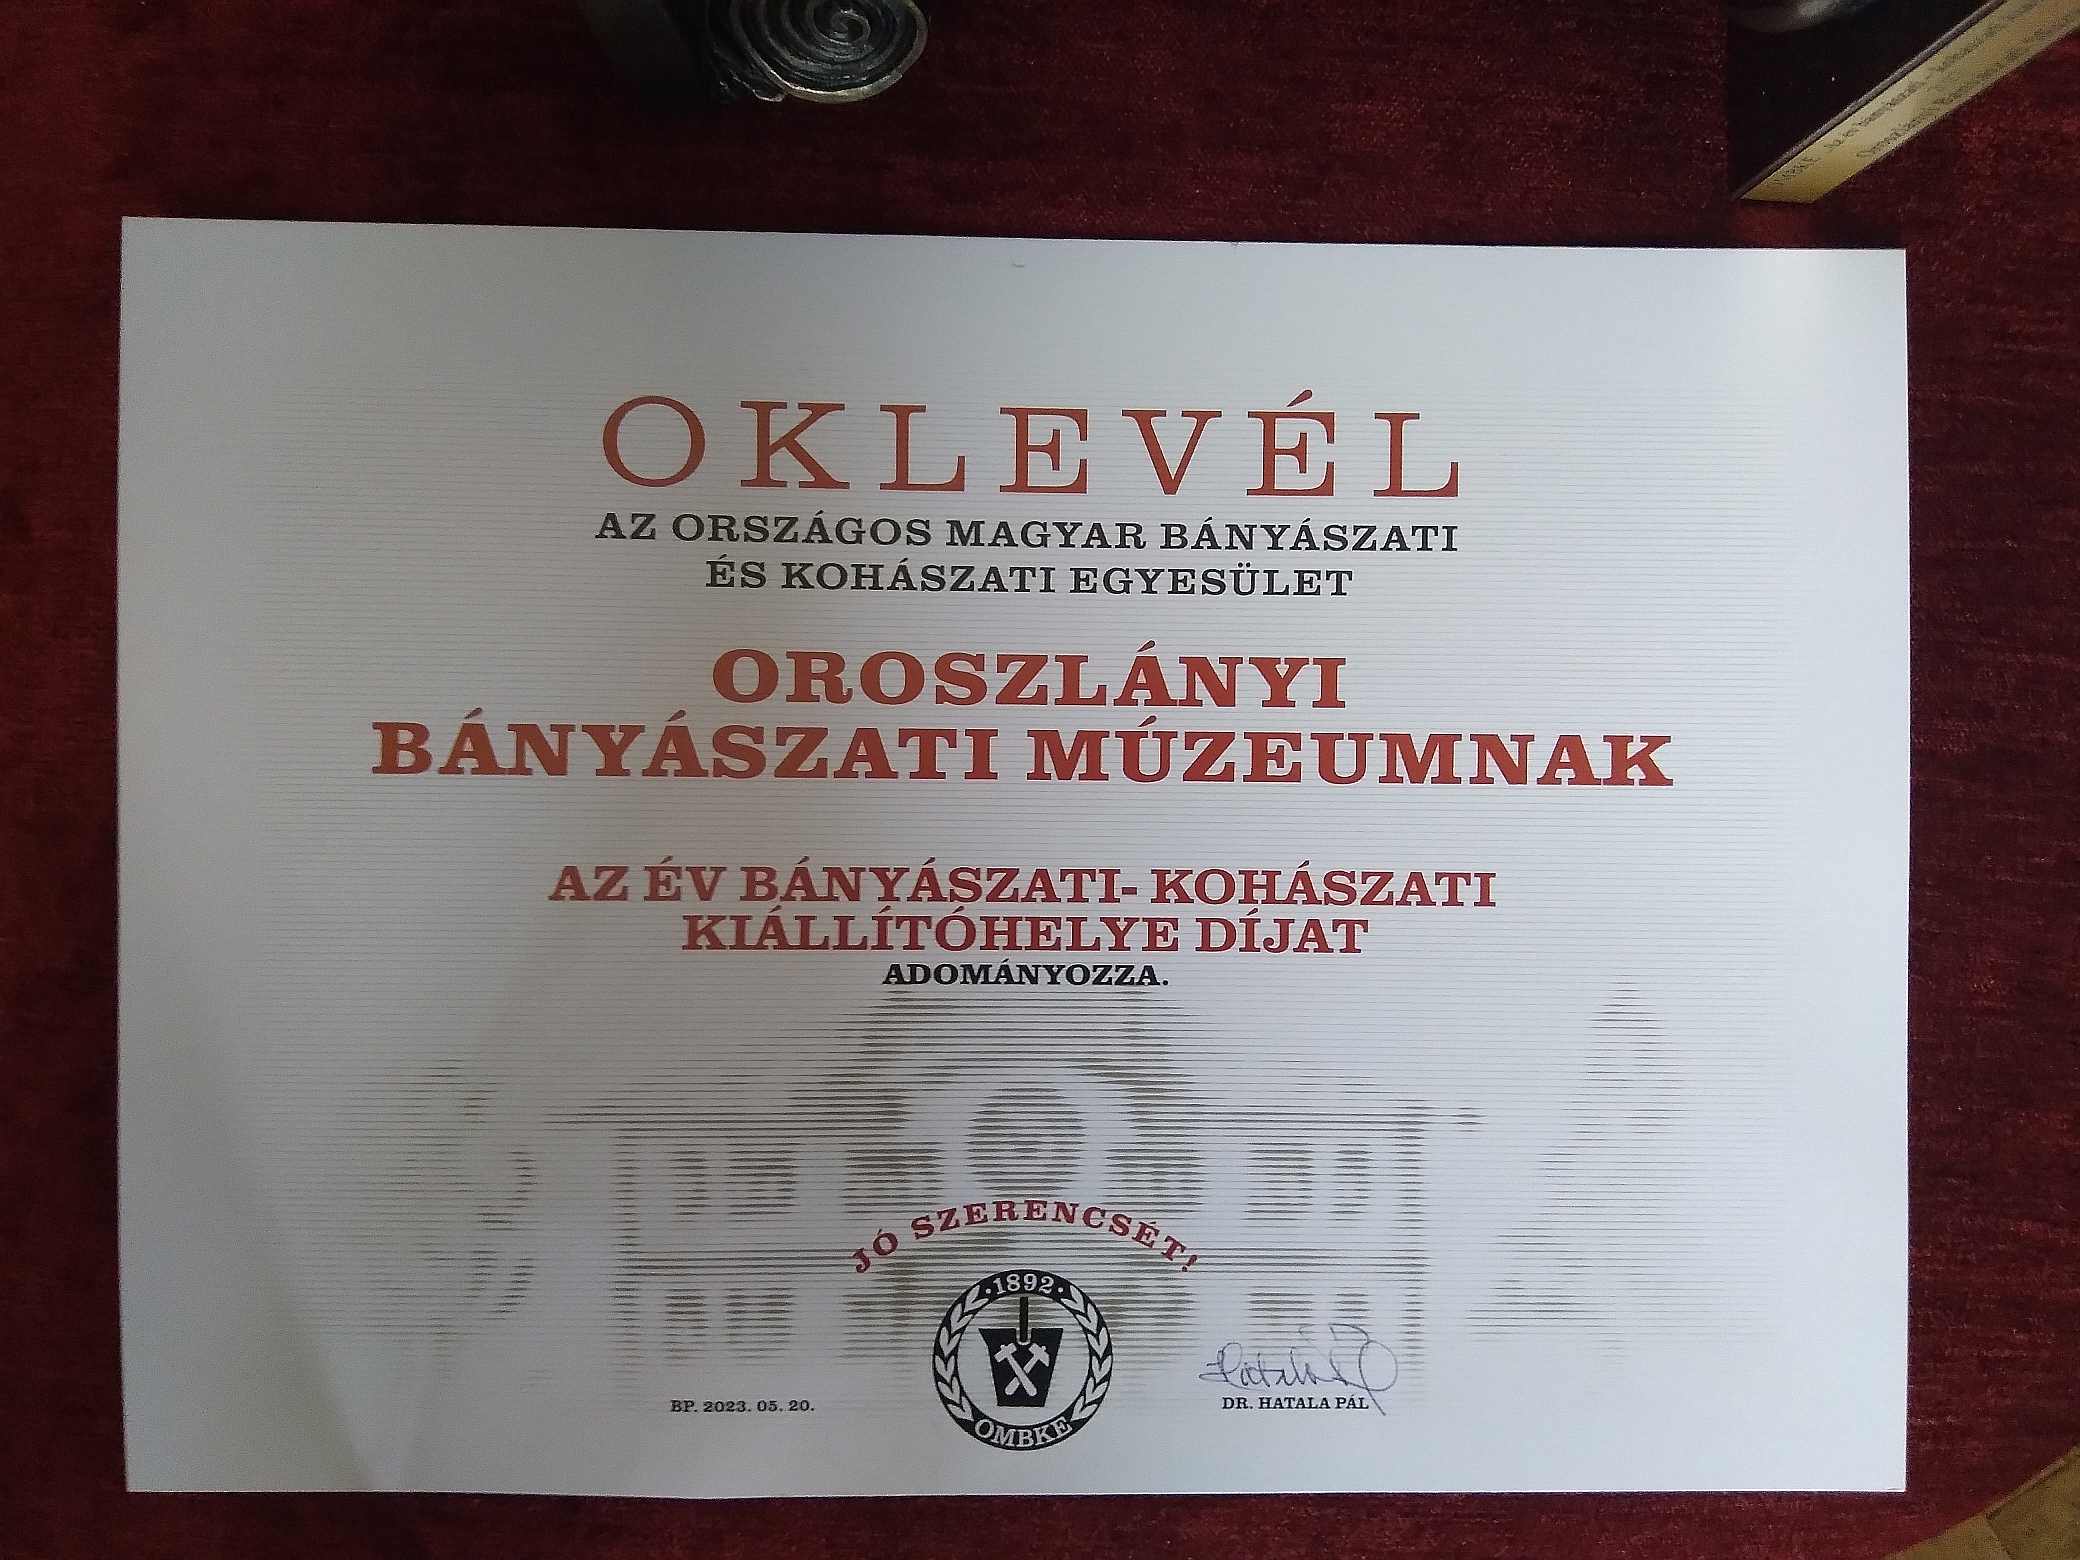 OKLEVÉL
AZ ORSZÁGOS MAGYAR BÁNYÁSZATI
ÉS KOHÁSZATI EGYESÜLET
OROSZLÁNYI
BÁNYÁSZATI MÚZEUMNAK
AZ ÉV BÁNYÁSZATI- KOHÁSZATI
KIÁLLÍTÓHELYE DÍJAT
ADOMÁNYOZZA.
JÓ SZERENCSÉT!
·1892·
OMBKE
BP. 2023. 05. 20.
DR. HATALA PÁL